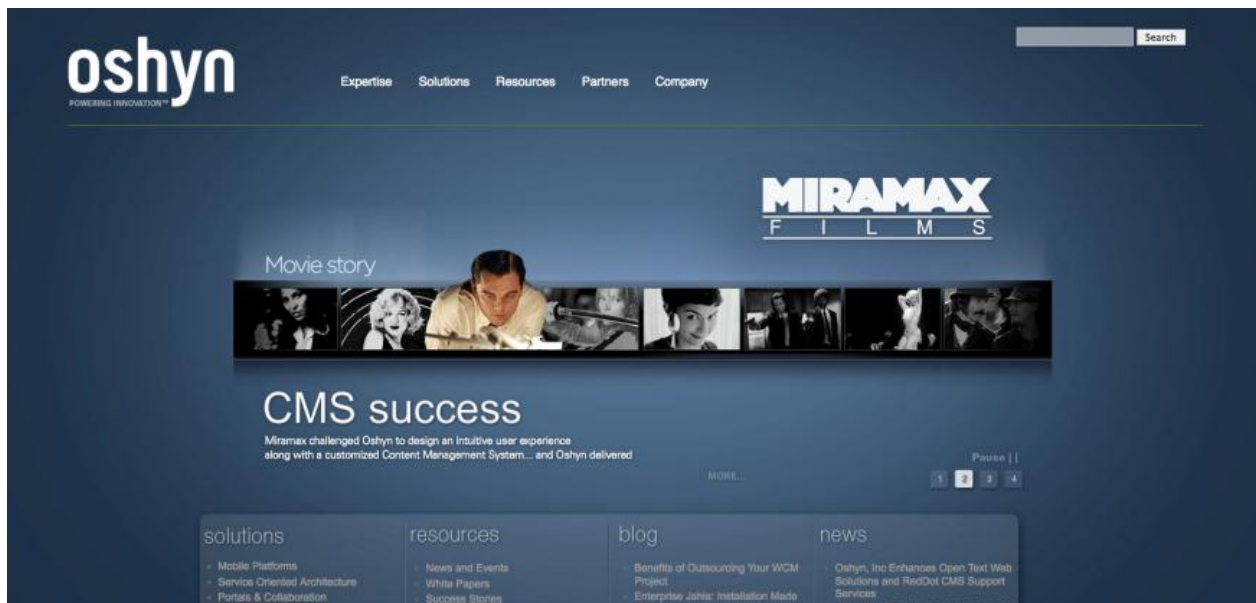 Search
oshyn
POWERING INNOVATION™
Expertise Solutions Resources Partners Company
MIRAMAX
FILMS
Movie story
CMS success
Miramax challenged Oshyn to design an intuitive user experience
along with a customized Content Management System... and Oshyn delivered
MORE...
Pause ||
1 2 3 4
solutions
Mobile Platforms
Service Oriented Architecture
Portals & Collaboration
resources
News and Events
White Papers
Success Stories
blog
Benefits of Outsourcing Your WCM
Project
Enterprise Jahia: Installation Made
news
Oshyn, Inc Enhances Open Text Web
Solutions and RedDot CMS Support
Services